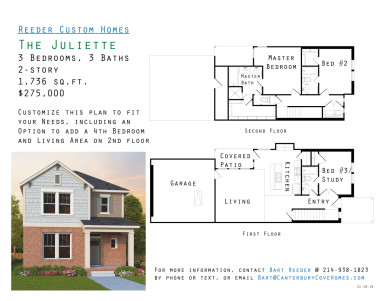 Reeder Custom Homes
The Juliette
3 Bedrooms, 3 Baths
2-story
1,736 sq.ft.
$275,000
Customize this plan to fit
your Needs, including an
Option to add a 4th Bedroom
and Living Area on 2nd floor
Master
Bedroom
Bed #2
Master
Bath
Second Floor
Covered
Patio
Kitchen
Bed #3/
Study
Garage
Living
Entry
First Floor
For more information, contact Bart Reeder @ 214-938-1823
by phone or text, or email Bart@CanterburyCoveHomes.com